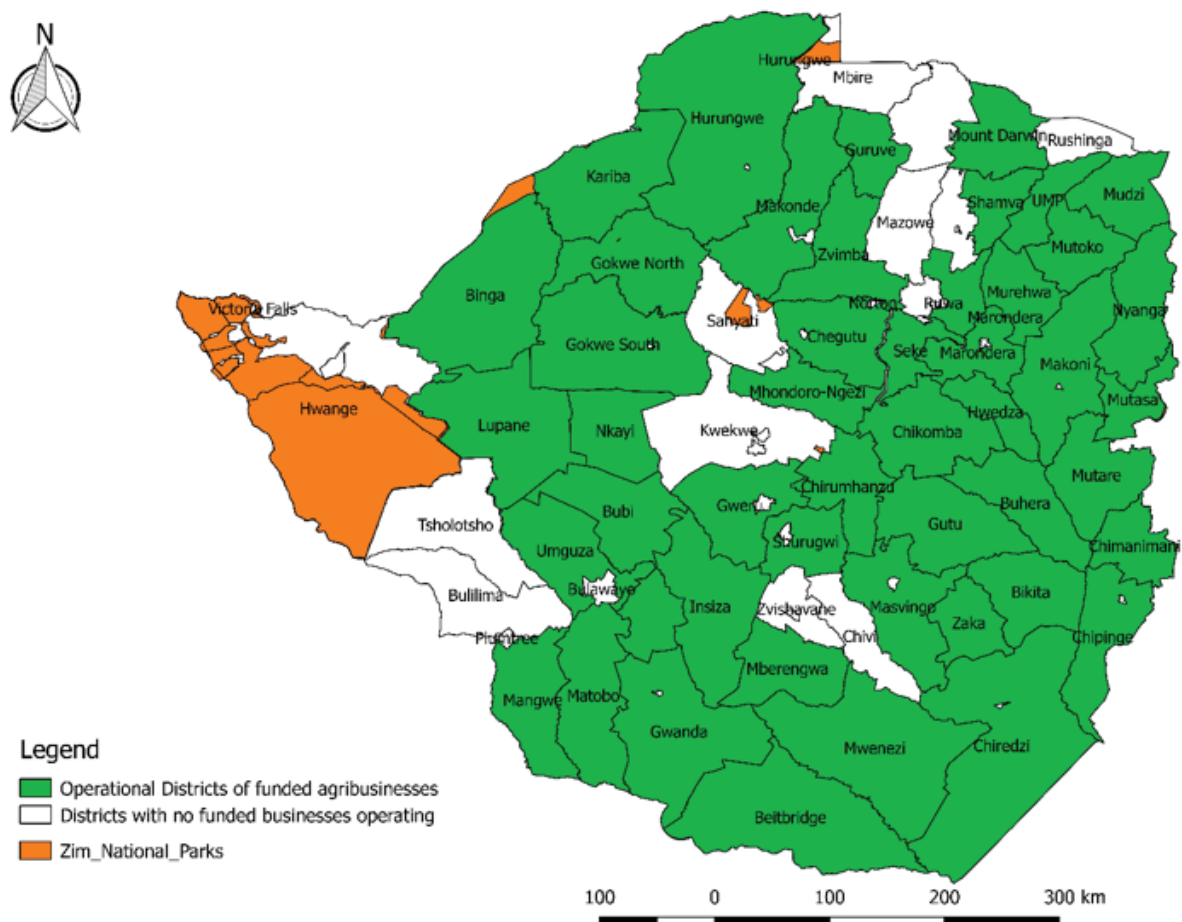 N
Hurungwe
Mbire
Hurungwe
Mount Darwin
Rushinga
Guruve
Kariba
Makonde
Shamva
UMP
Mudzi
Mazowe
Mutoko
Zvimba
Gokwe North
Binga
Murehwa
Victoria Falls
Norton
Ruwa
Nyanga
Sanyati
Marondera
Chegutu
Gokwe South
Seke
Marondera
Makoni
Mhondoro-Ngezi
Mutasa
Hwange
Hwedza
Lupane
Nkayi
Kwekwe
Chikomba
Mutare
Chirumhanzu
Buhera
Gweru
Bubi
Tsholotsho
Gutu
Umguza
Shurugwi
Chimanimani
Bulawayo
Bulilima
Insiza
Zvishavane
Masvingo
Bikita
Zaka
Plumtree
Chivi
Chipinge
Mberengwa
Mangwe
Matobo
Gwanda
Mwenezi
Chiredzi
Legend
Operational Districts of funded agribusinesses
Districts with no funded businesses operating
Beitbridge
Zim_National_Parks
100 0 100 200 300 km